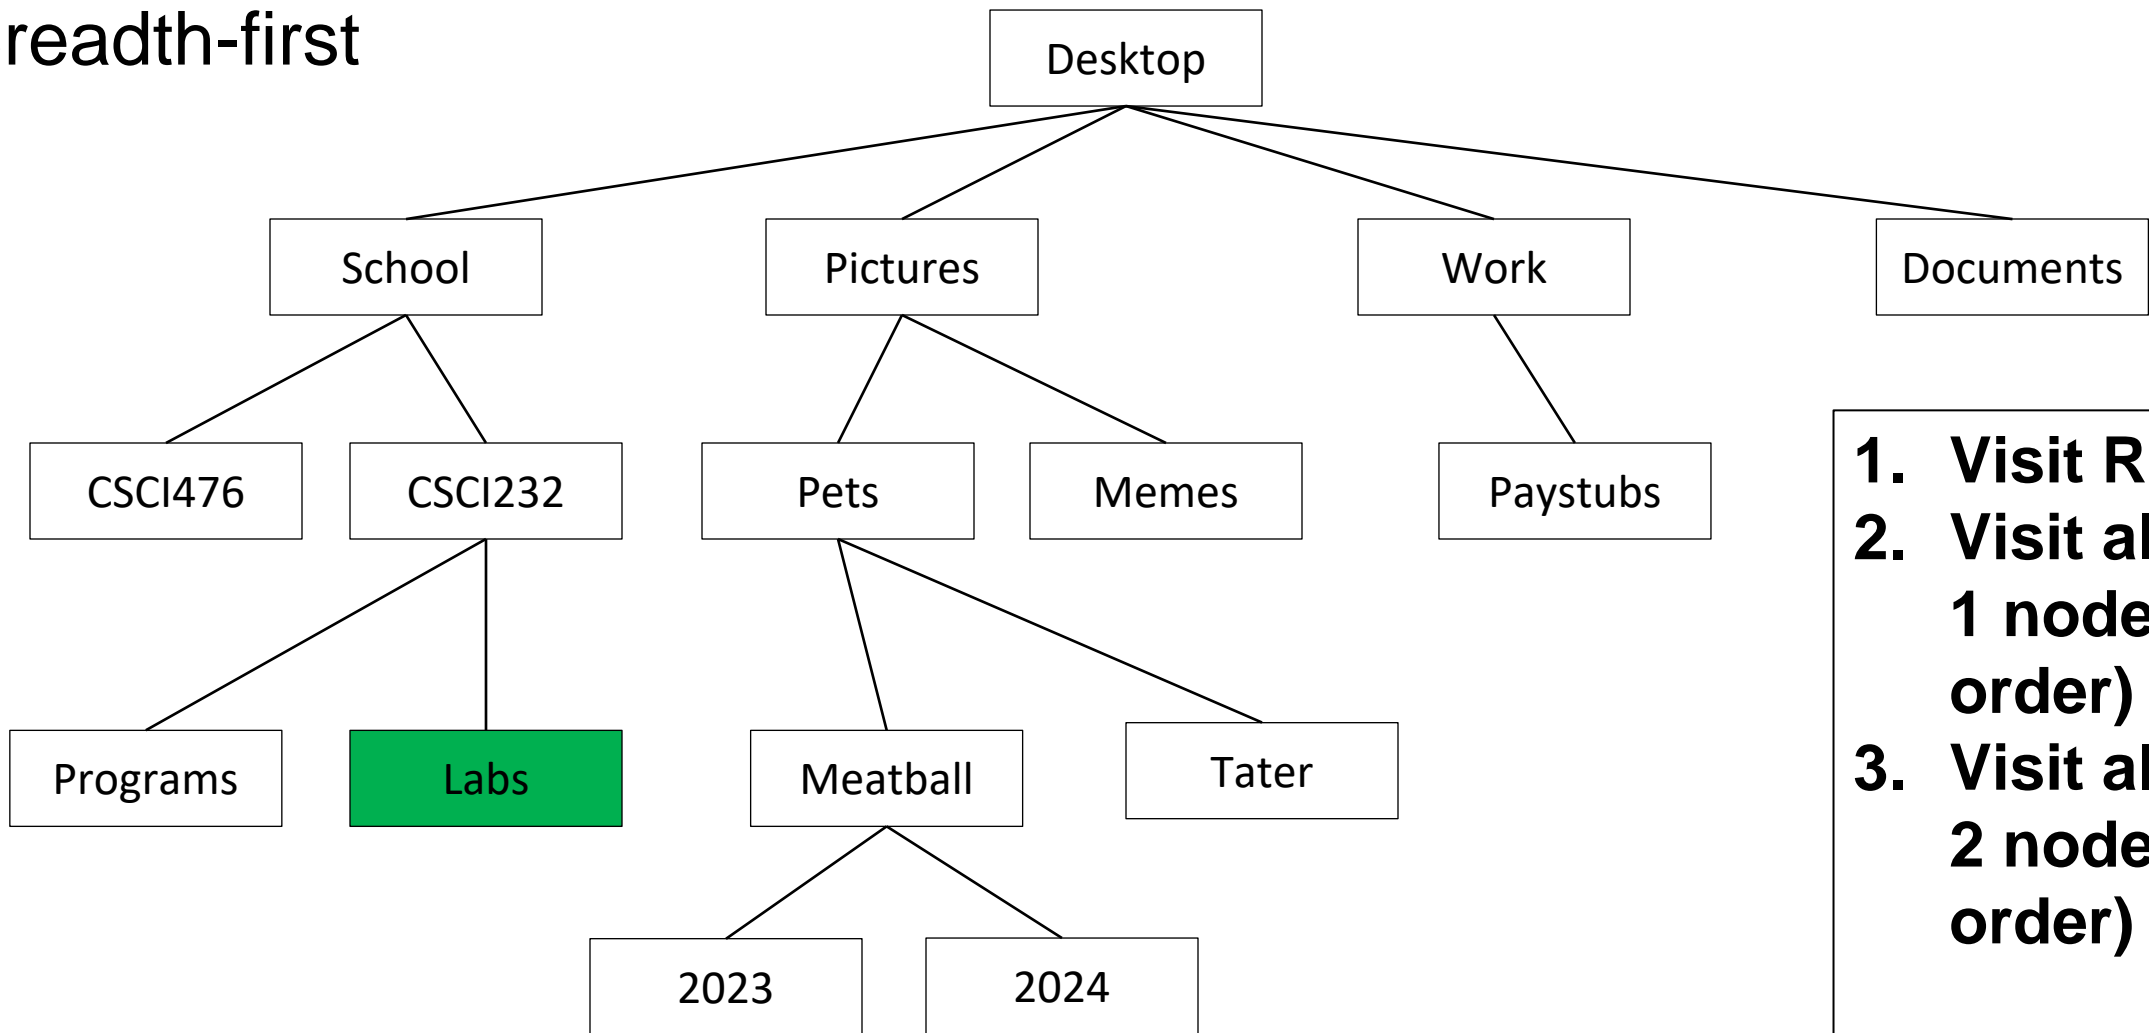 readth-first
Desktop
School
Pictures
Work
Documents
CSCI476
CSCI232
Pets
Memes
Paystubs
Programs
Labs
Meatball
Tater
2023
2024
1. Visit R
2. Visit al
1 node
order)
3. Visit al
2 node
order)